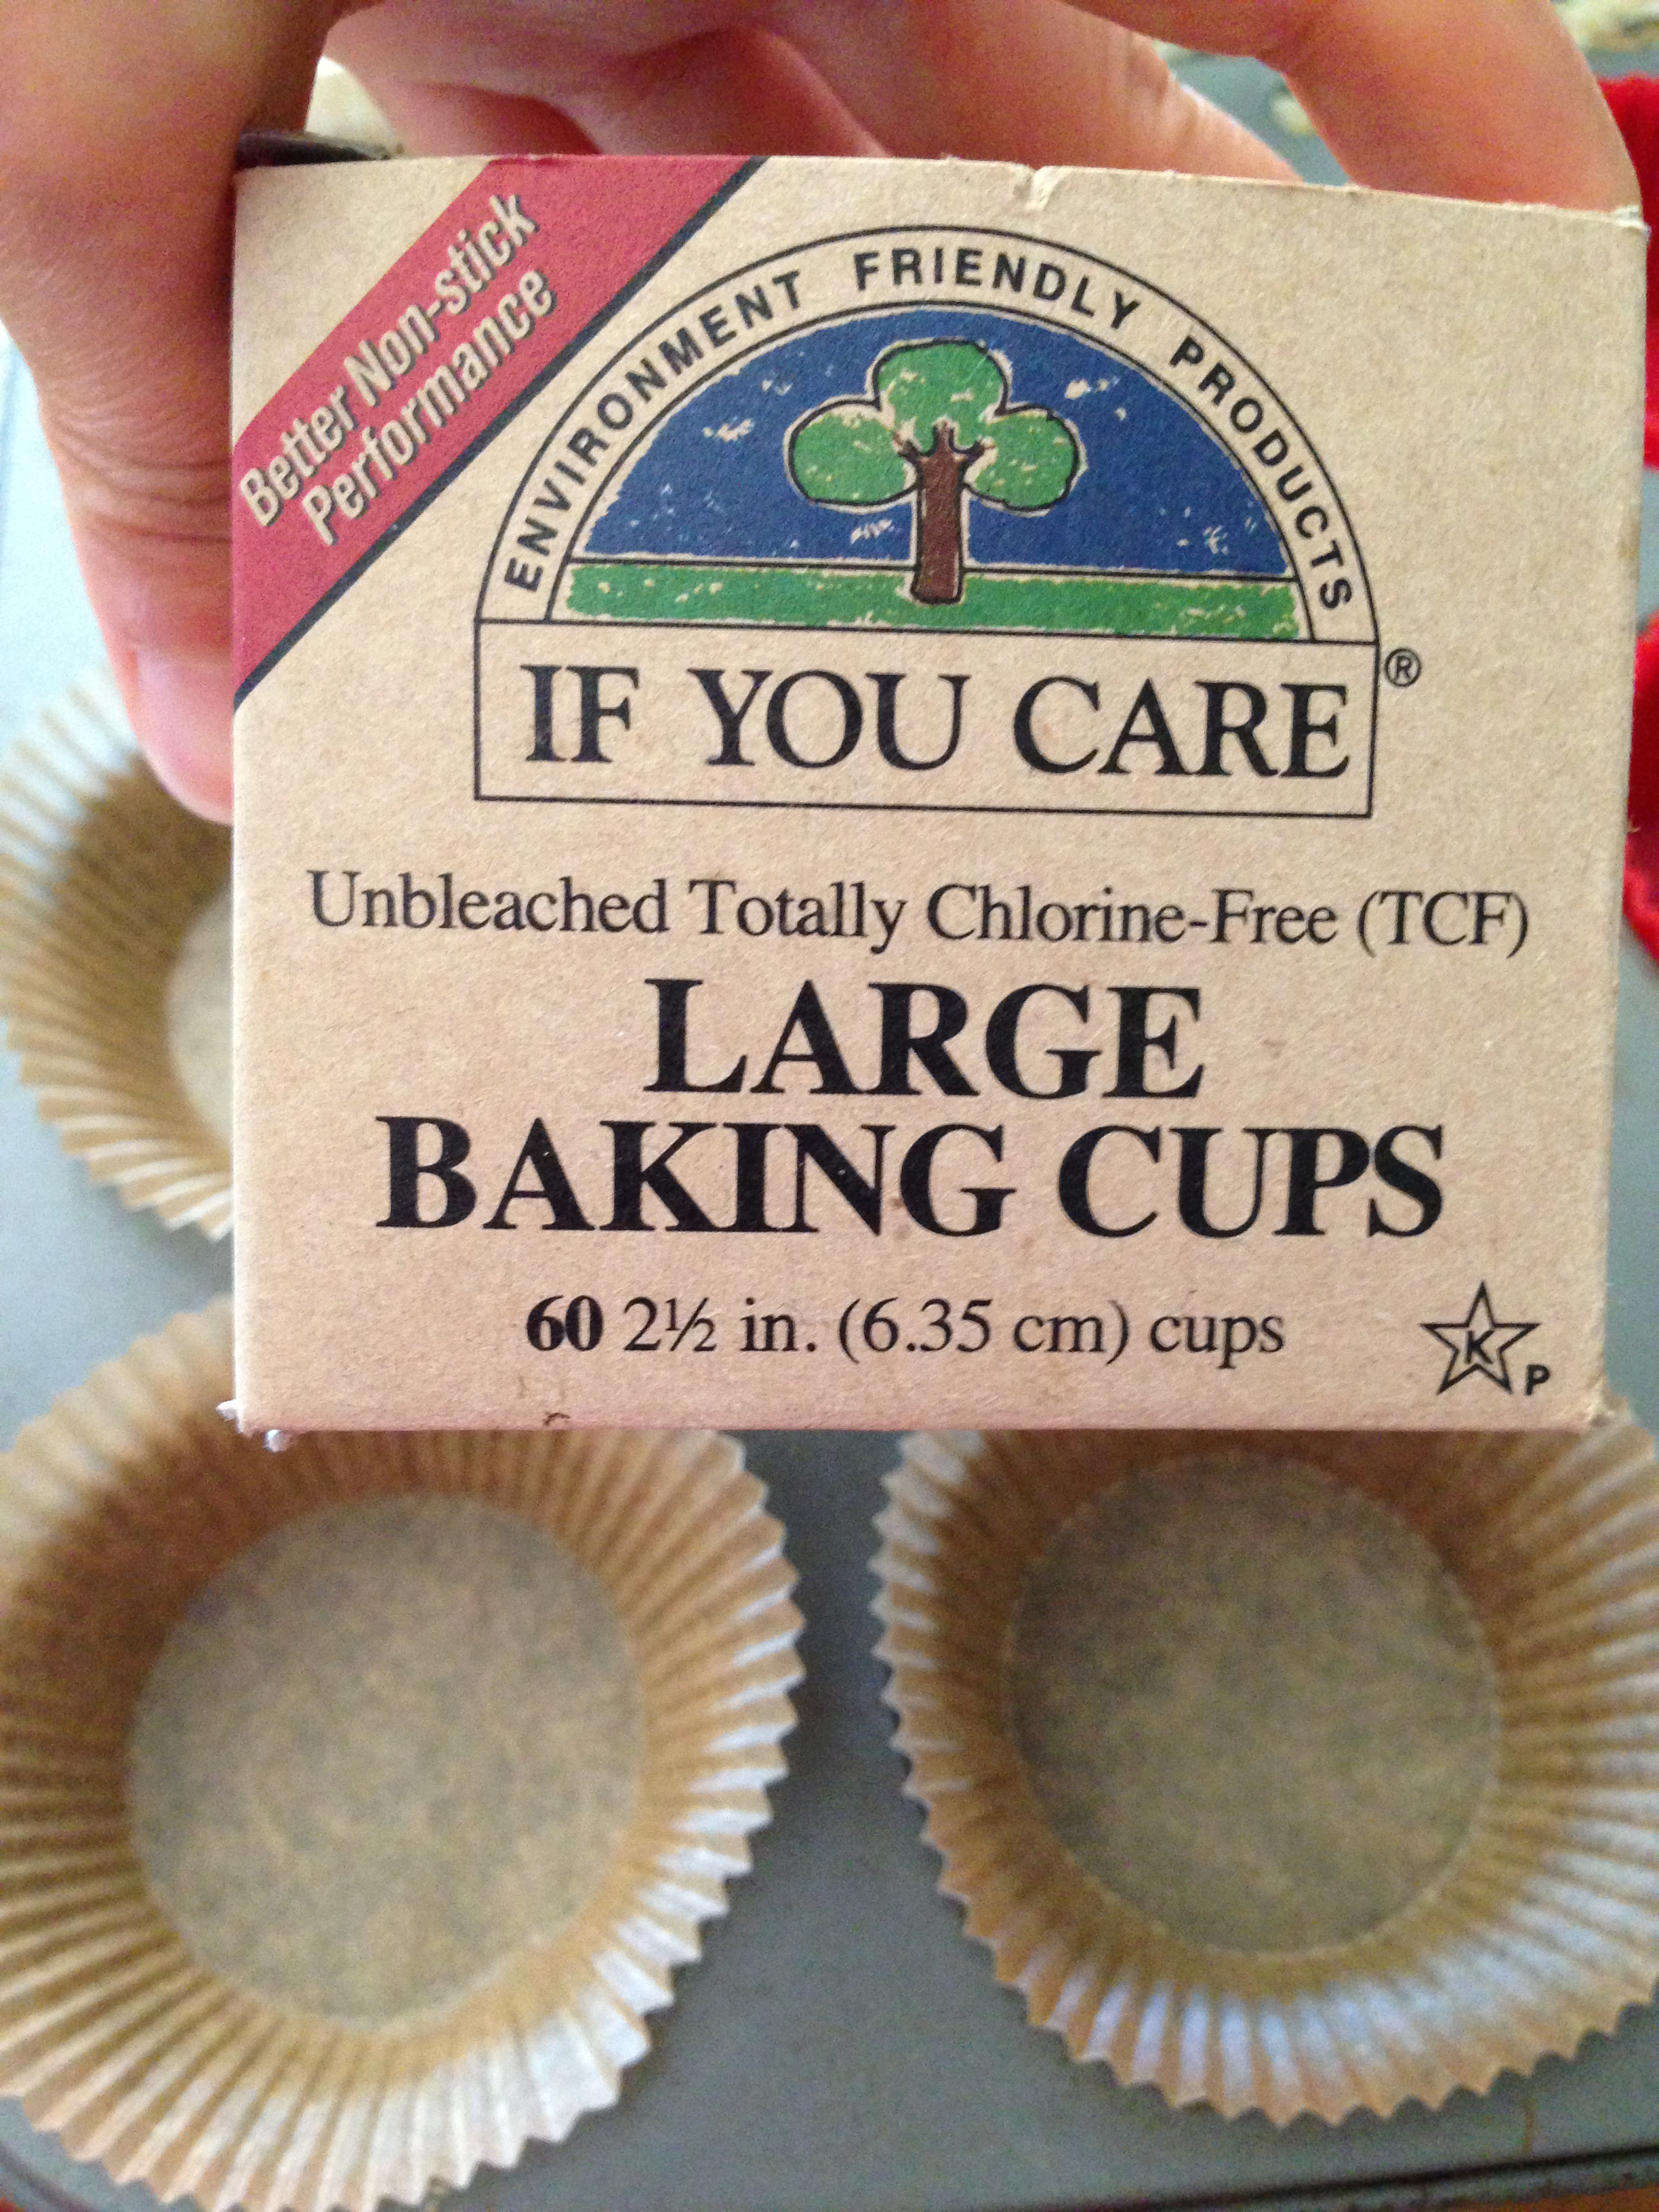 Better Non-stick
Performance
ENVIRONMENT FRIENDLY PRODUCTS
IF YOU CARE®
Unbleached Totally Chlorine-Free (TCF)
LARGE
BAKING CUPS
60 2½ in. (6.35 cm) cups
K P